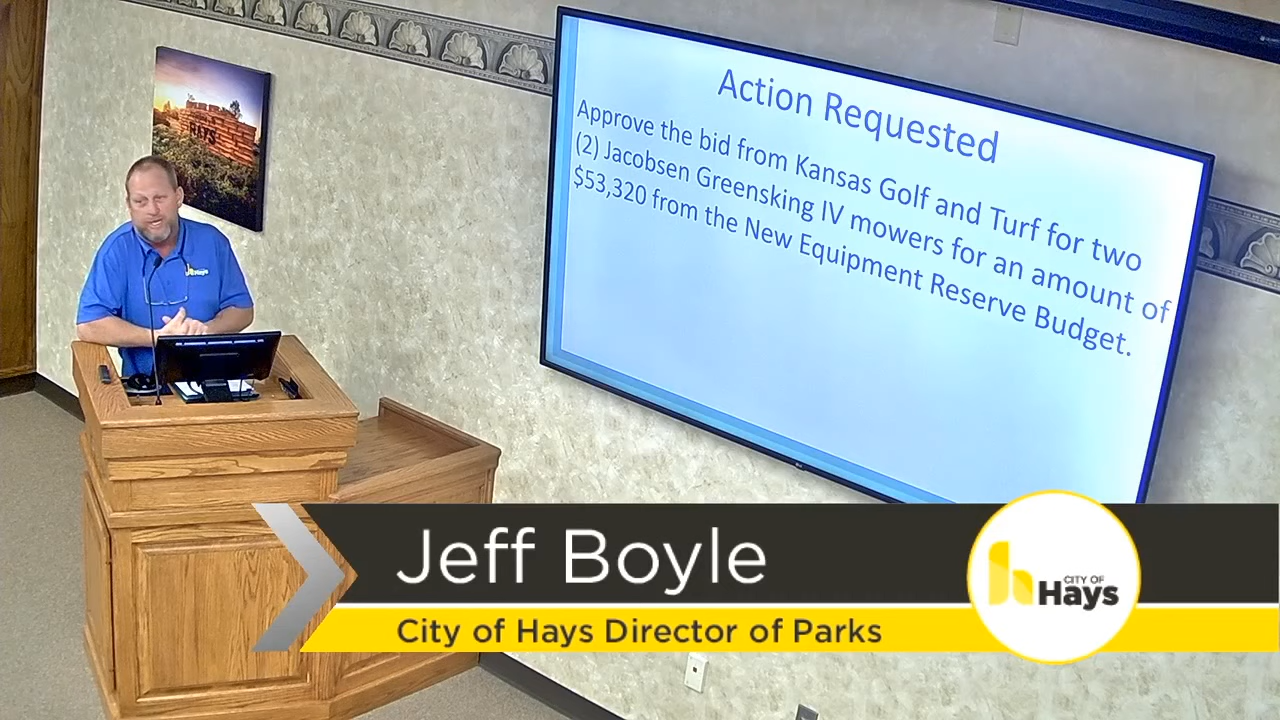 Action Requested
Approve the bid from Kansas Golf and Turf for two
(2) Jacobsen Greensking IV mowers for an amount of
$53,320 from the New Equipment Reserve Budget.
HAYS
Hays
Jeff Boyle
City of Hays Director of Parks
CITY OF
Hays